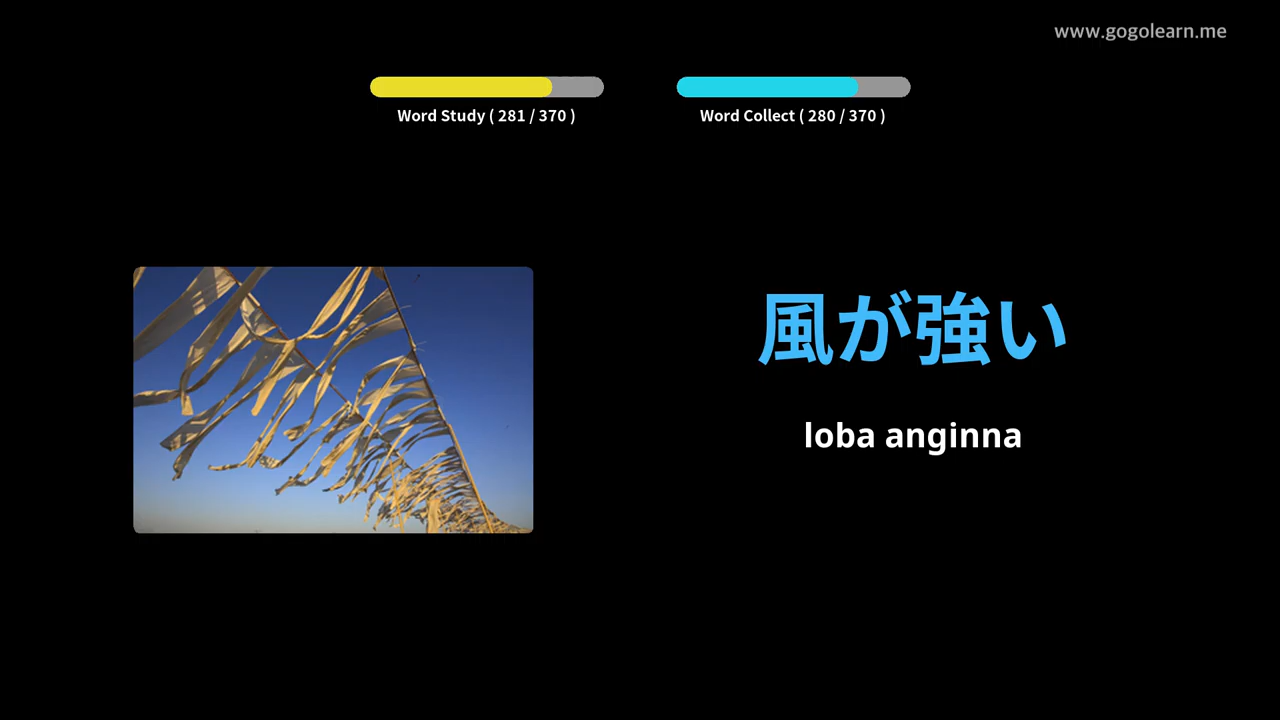 www.gogolearn.me
Word Study ( 281 / 370 )
Word Collect ( 280 / 370 )
風が強い
loba anginna